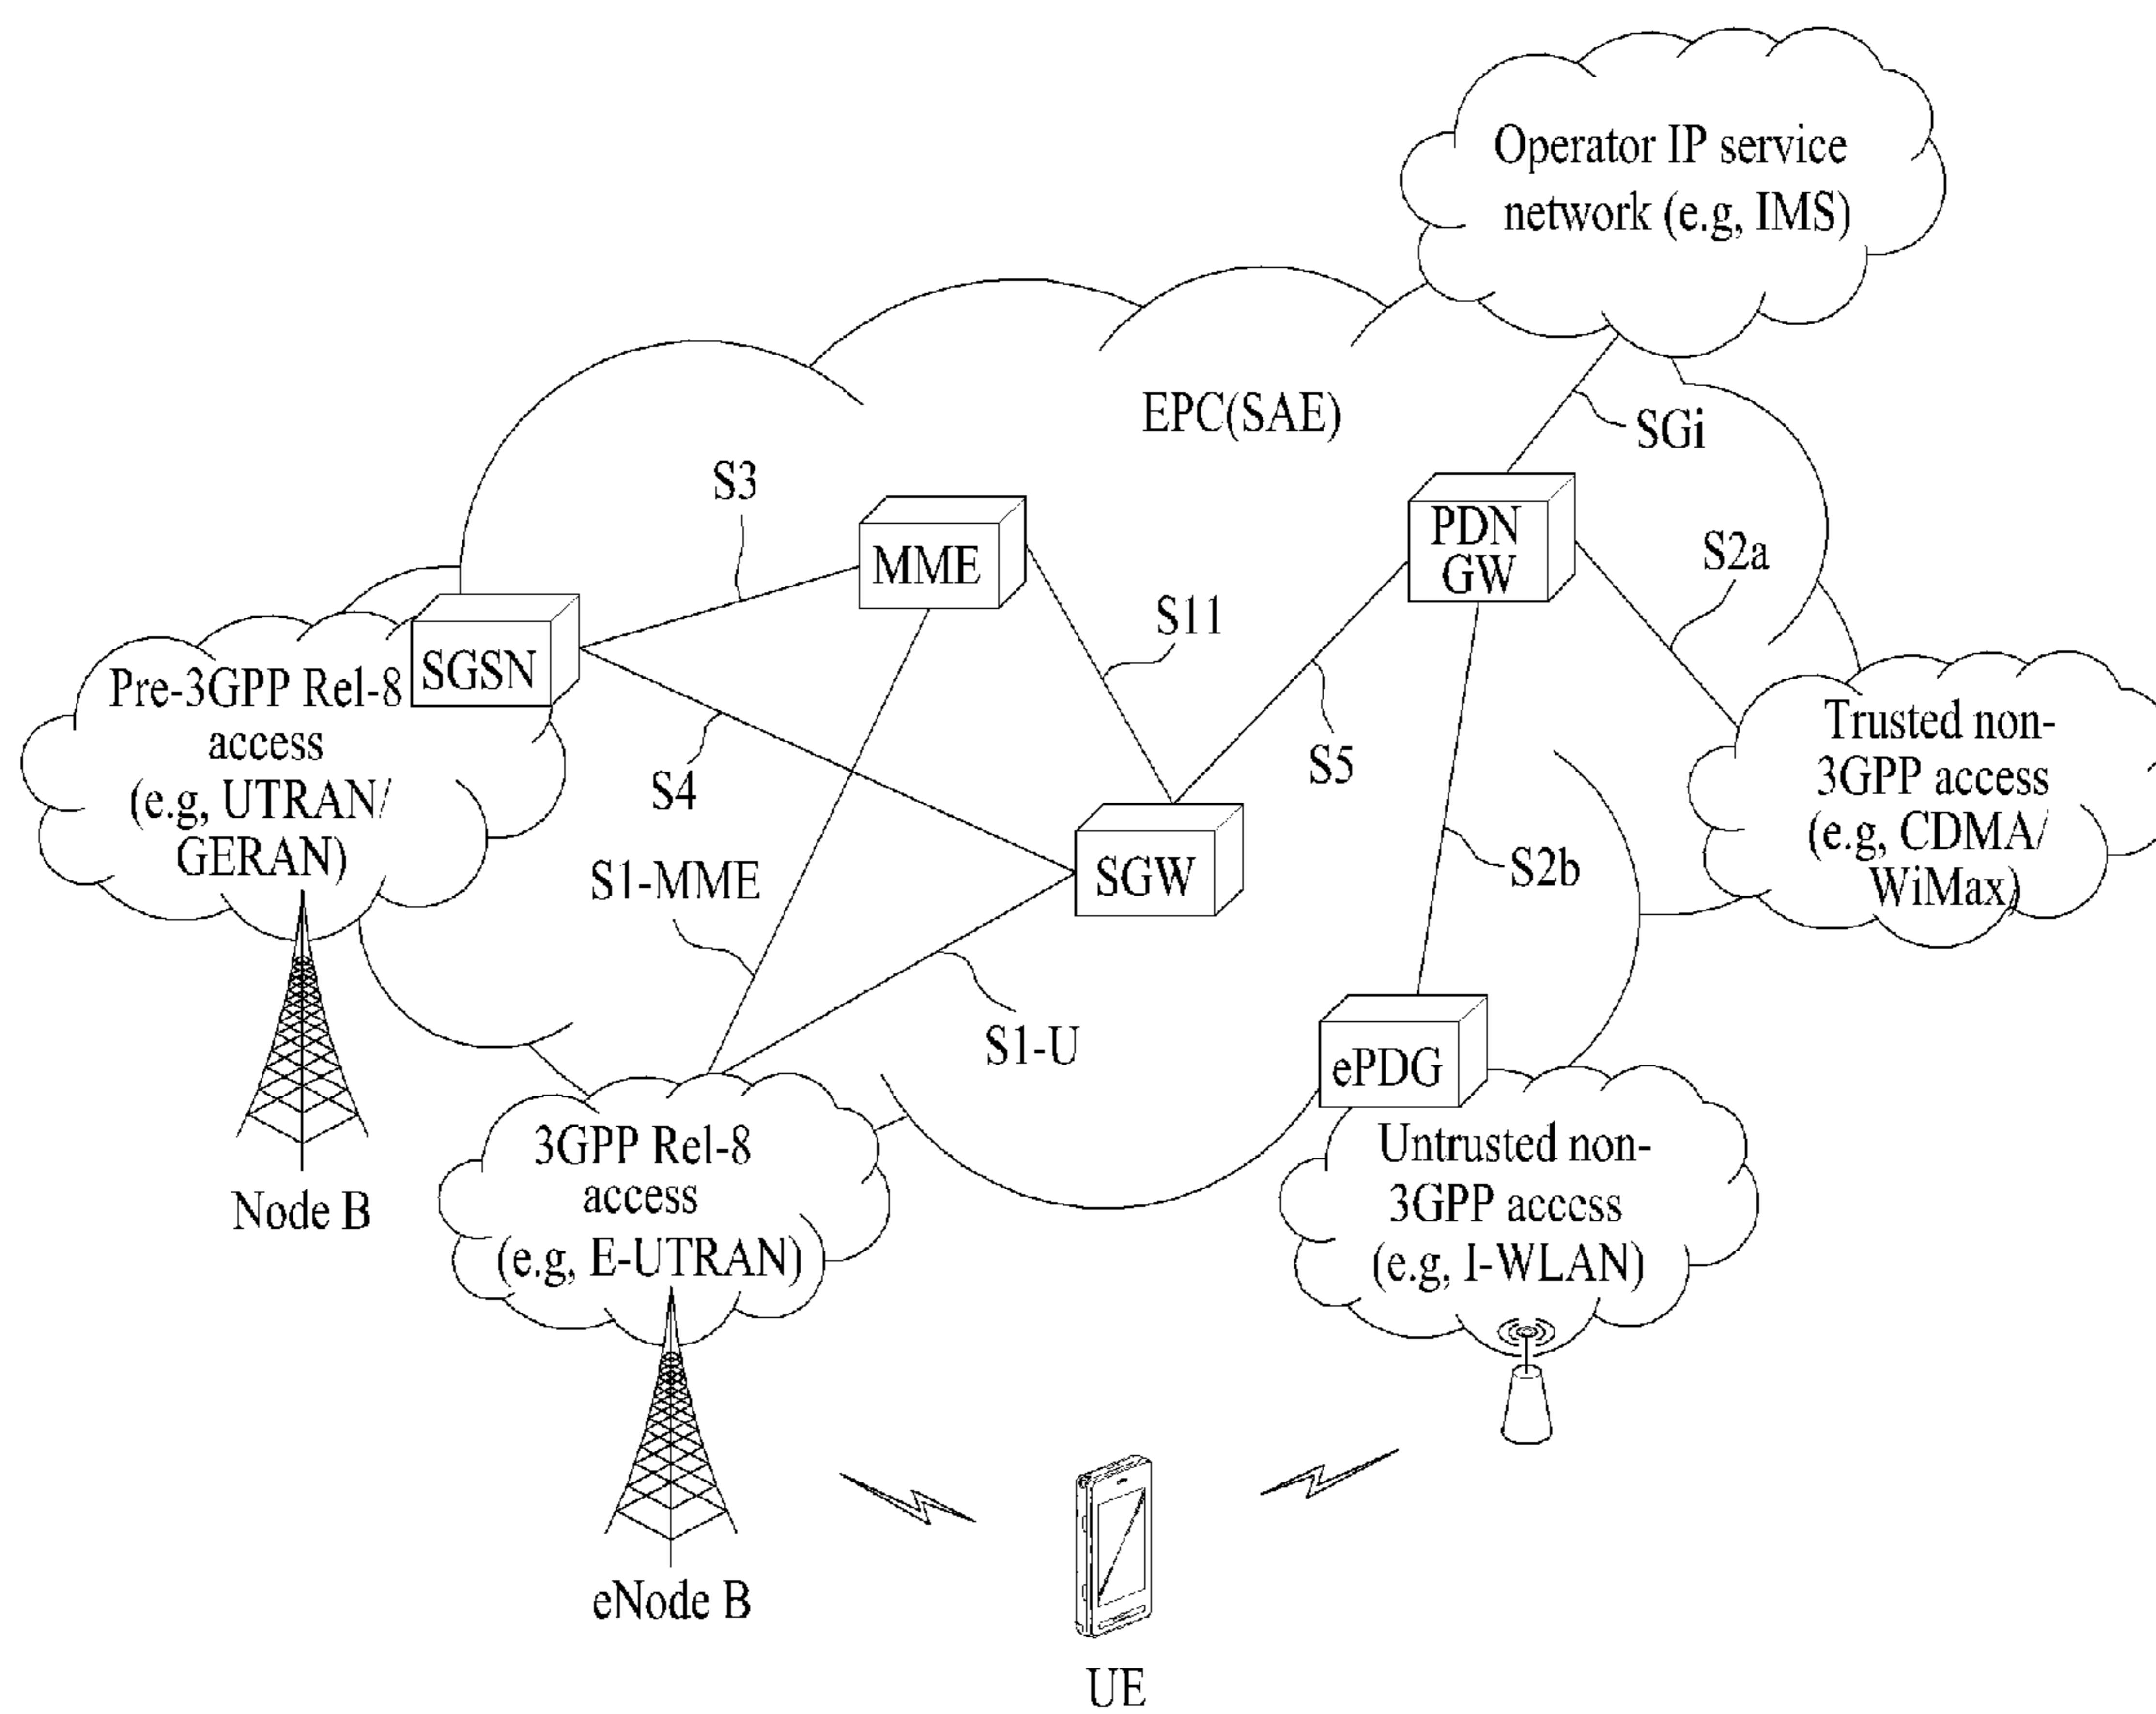 Operator IP service
network (e.g, IMS)
EPC(SAE)
SGi
S3
MME
PDN
GW
S2a
S11
SGSN
Pre-3GPP Rel-8
access
(e.g, UTRAN/
GERAN)
S4
S5
Trusted non-
3GPP access
(e.g, CDMA/
WiMax)
S1-MME
SGW
S2b
S1-U
ePDG
3GPP Rel-8
access
(e.g, E-UTRAN)
Untrusted non-
3GPP access
(e.g, I-WLAN)
Node B
eNode B
UE